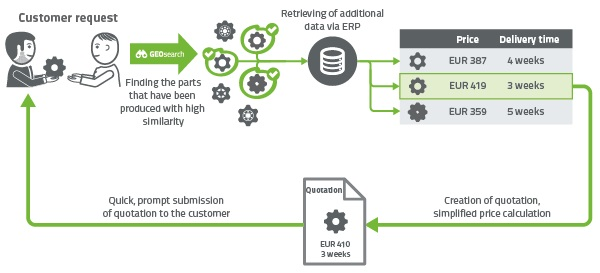 Customer request
GEOsearch
Finding the parts
that have been
produced with high
similarity
Retrieving of additional
data via ERP
Price Delivery time
EUR 387 4 weeks
EUR 419 3 weeks
EUR 359 5 weeks
Creation of quotation,
simplified price calculation
Quotation
EUR 410
3 weeks
Quick, prompt submission
of quotation to the customer